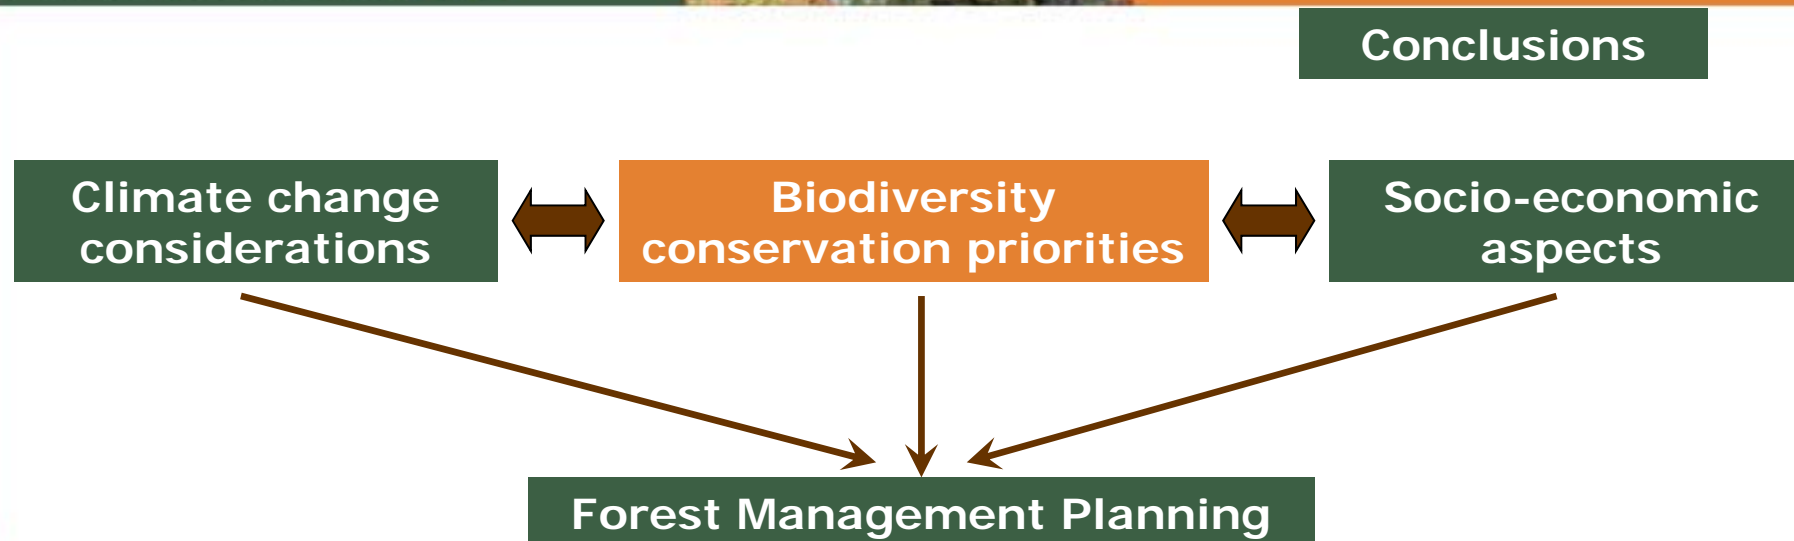 Conclusions
Climate change
considerations
Biodiversity
conservation priorities
Socio-economic
aspects
Forest Management Planning